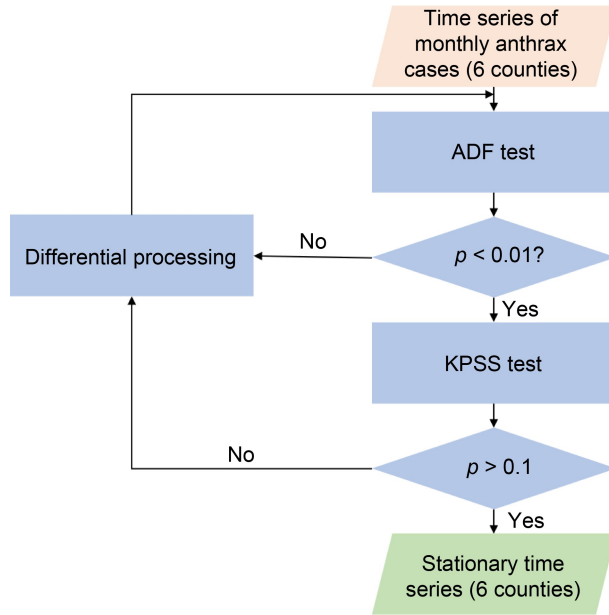 Time series of
monthly anthrax
cases (6 counties)
ADF test
No
Differential processing
p < 0.01?
Yes
KPSS test
No
p > 0.1
Yes
Stationary time
series (6 counties)